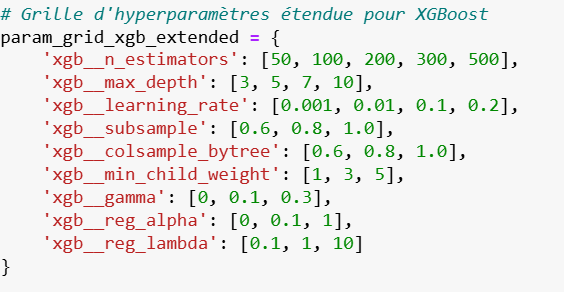 # Grille d'hyperparamètres étendue pour XGBoost
param_grid_xgb_extended = {
    'xgb__n_estimators': [50, 100, 200, 300, 500],
    'xgb__max_depth': [3, 5, 7, 10],
    'xgb__learning_rate': [0.001, 0.01, 0.1, 0.2],
    'xgb__subsample': [0.6, 0.8, 1.0],
    'xgb__colsample_bytree': [0.6, 0.8, 1.0],
    'xgb__min_child_weight': [1, 3, 5],
    'xgb__gamma': [0, 0.1, 0.3],
    'xgb__reg_alpha': [0, 0.1, 1],
    'xgb__reg_lambda': [0.1, 1, 10]
}